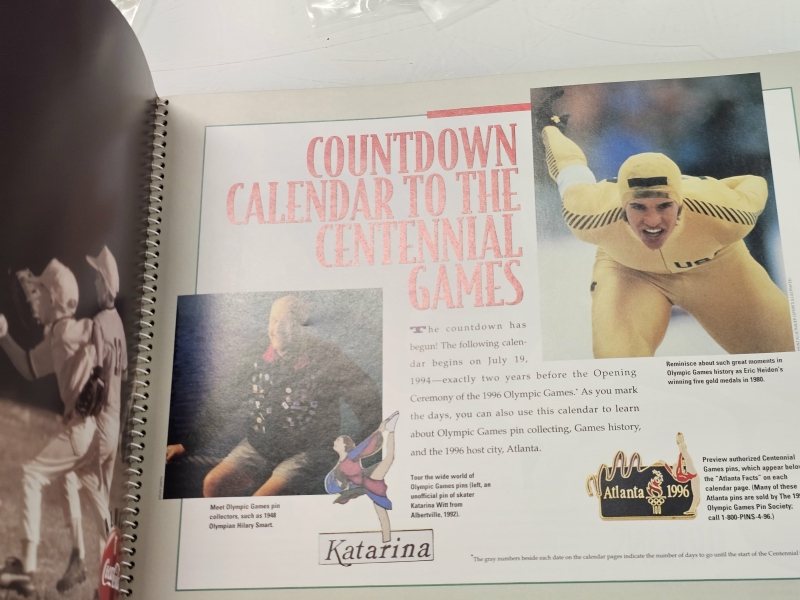 COUNTDOWN
CALENDAR TO THE
CENTENNIAL
GAMES
The countdown has
begun! The following calen-
dar begins on July 19,
1994—exactly two years before the Opening
Ceremony of the 1996 Olympic Games.* As you mark
the days, you can also use this calendar to learn
about Olympic Games pin collecting, Games history,
and the 1996 host city, Atlanta.
USA
Reminisce about such great moments in
Olympic Games history as Eric Heiden's
winning five gold medals in 1980.
Meet Olympic Games pin
collectors, such as 1948
Olympian Hilary Smart.
Tour the wide world of
Olympic Games pins (left, an
unofficial pin of skater
Katarina Witt from
Albertville, 1992).
Katarina
Atlanta 1996
100
Preview authorized Centennial
Games pins, which appear below
the "Atlanta Facts" on each
calendar page. (Many of these
Atlanta pins are sold by The 199
Olympic Games Pin Society;
call 1-800-PINS-4-96.)
*The gray numbers beside each date on the calendar pages indicate the number of days to go until the start of the Centennial